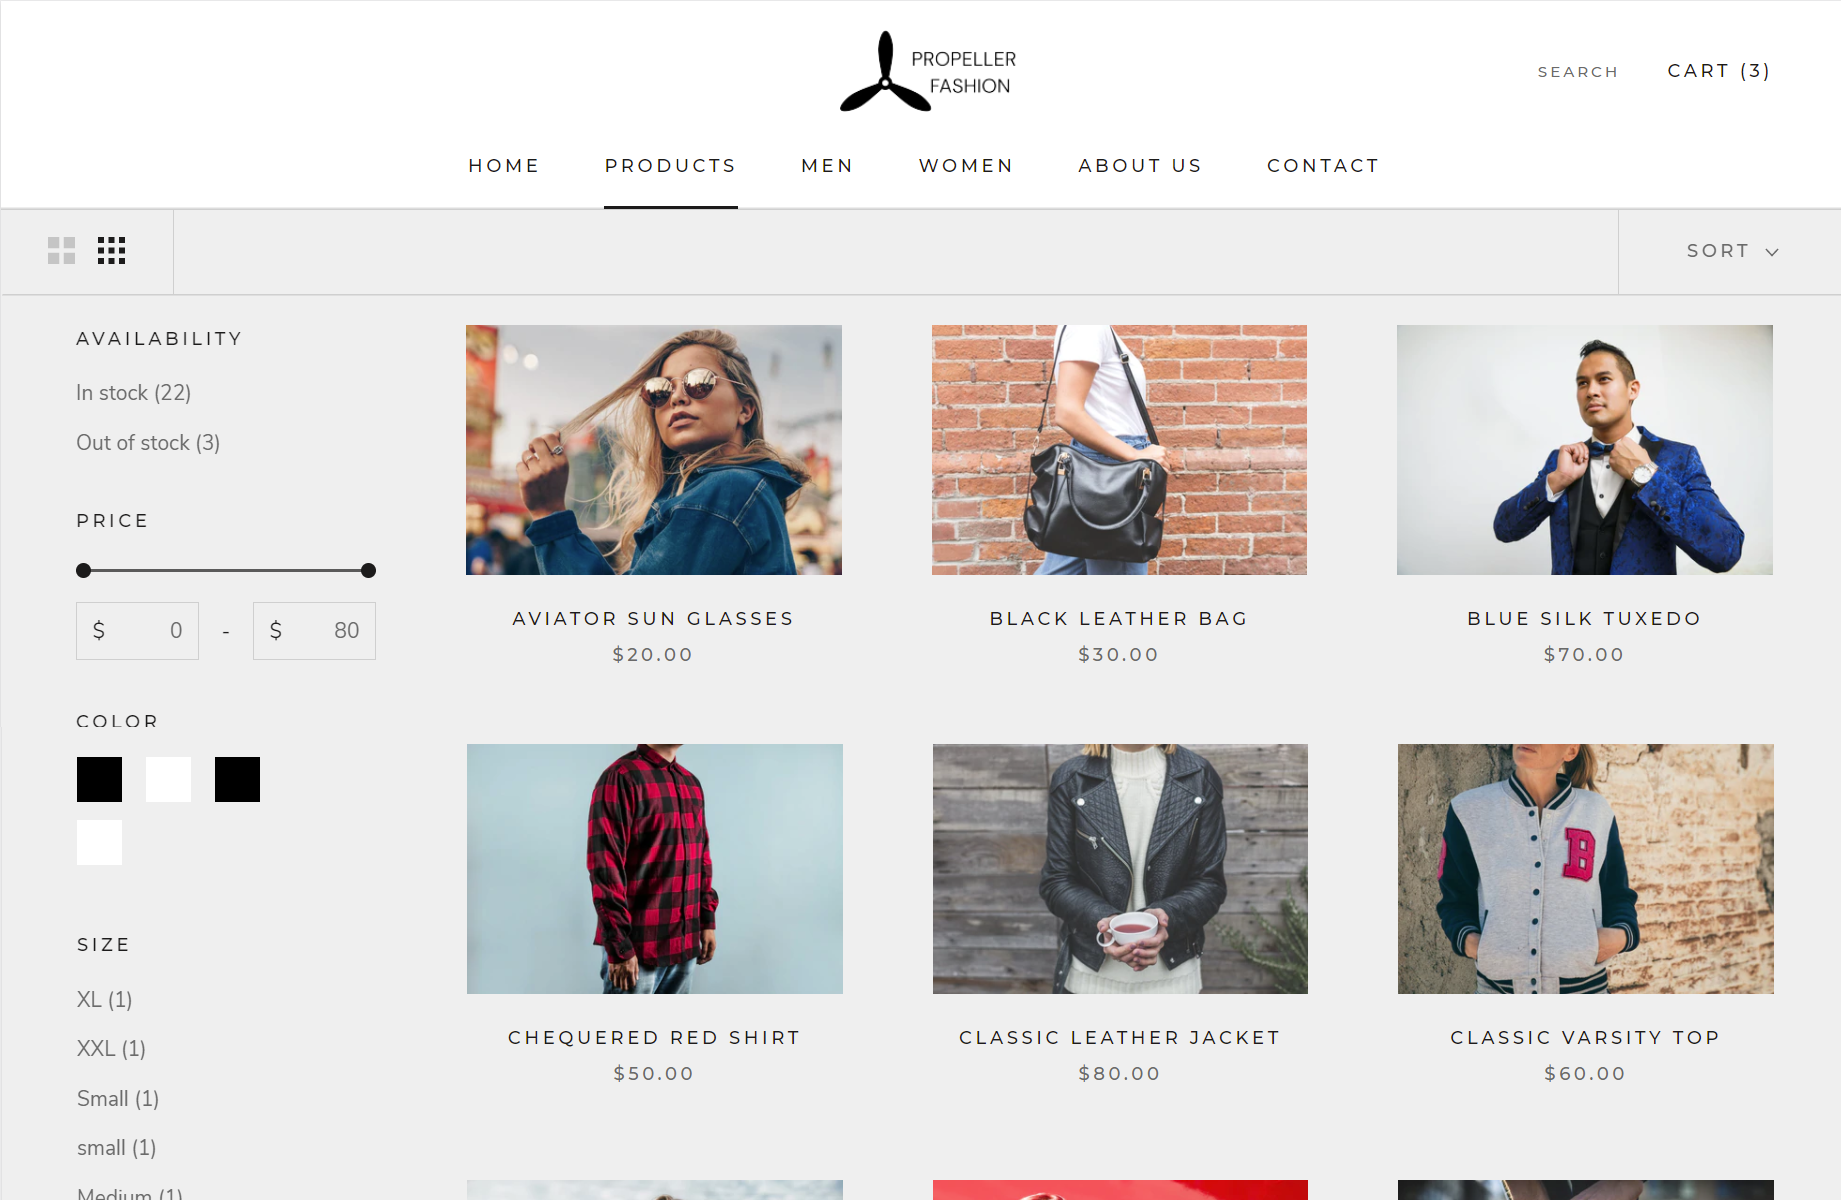 PROPELLER
FASHION
SEARCH
CART (3)
HOME PRODUCTS MEN WOMEN ABOUT US CONTACT
SORT
AVAILABILITY
In stock (22)
Out of stock (3)
PRICE
$ 0 - $ 80
COLOR
SIZE
XL (1)
XXL (1)
Small (1)
small (1)
Medium (1)
AVIATOR SUN GLASSES
$20.00
BLACK LEATHER BAG
$30.00
BLUE SILK TUXEDO
$70.00
B
CHEQUERED RED SHIRT
$50.00
CLASSIC LEATHER JACKET
$80.00
CLASSIC VARSITY TOP
$60.00